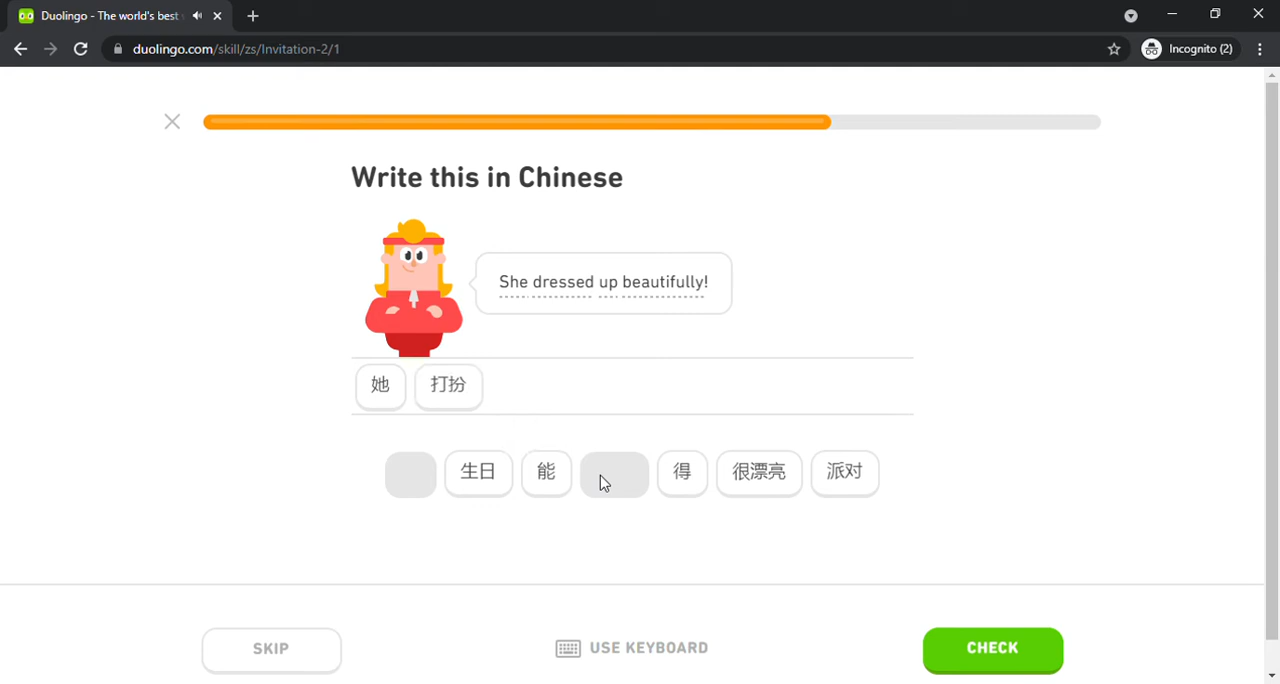 Duolingo - The world's best
duolingo.com/skill/zs/Invitation-2/1
Incognito (2)
Write this in Chinese
She dressed up beautifully!
她 打扮
生日 能 得 很漂亮 派对
SKIP
USE KEYBOARD
CHECK